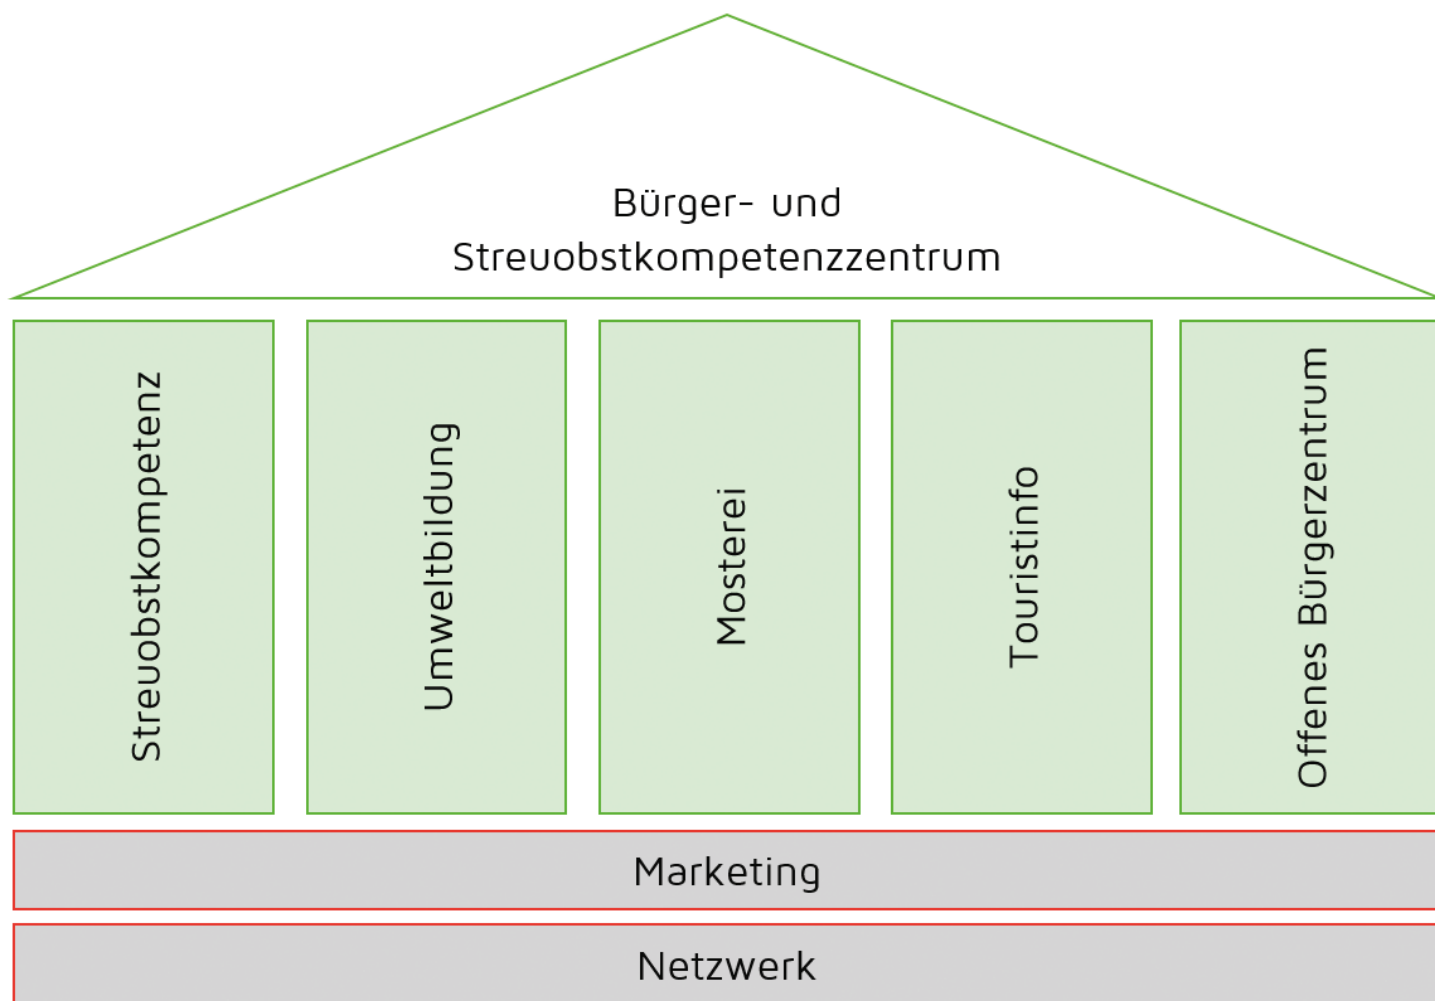 Bürger- und
Streuobstkompetenzzentrum
Streuobstkompetenz
Umweltbildung
Mosterei
Touristinfo
Offenes Bürgerzentrum
Marketing
Netzwerk